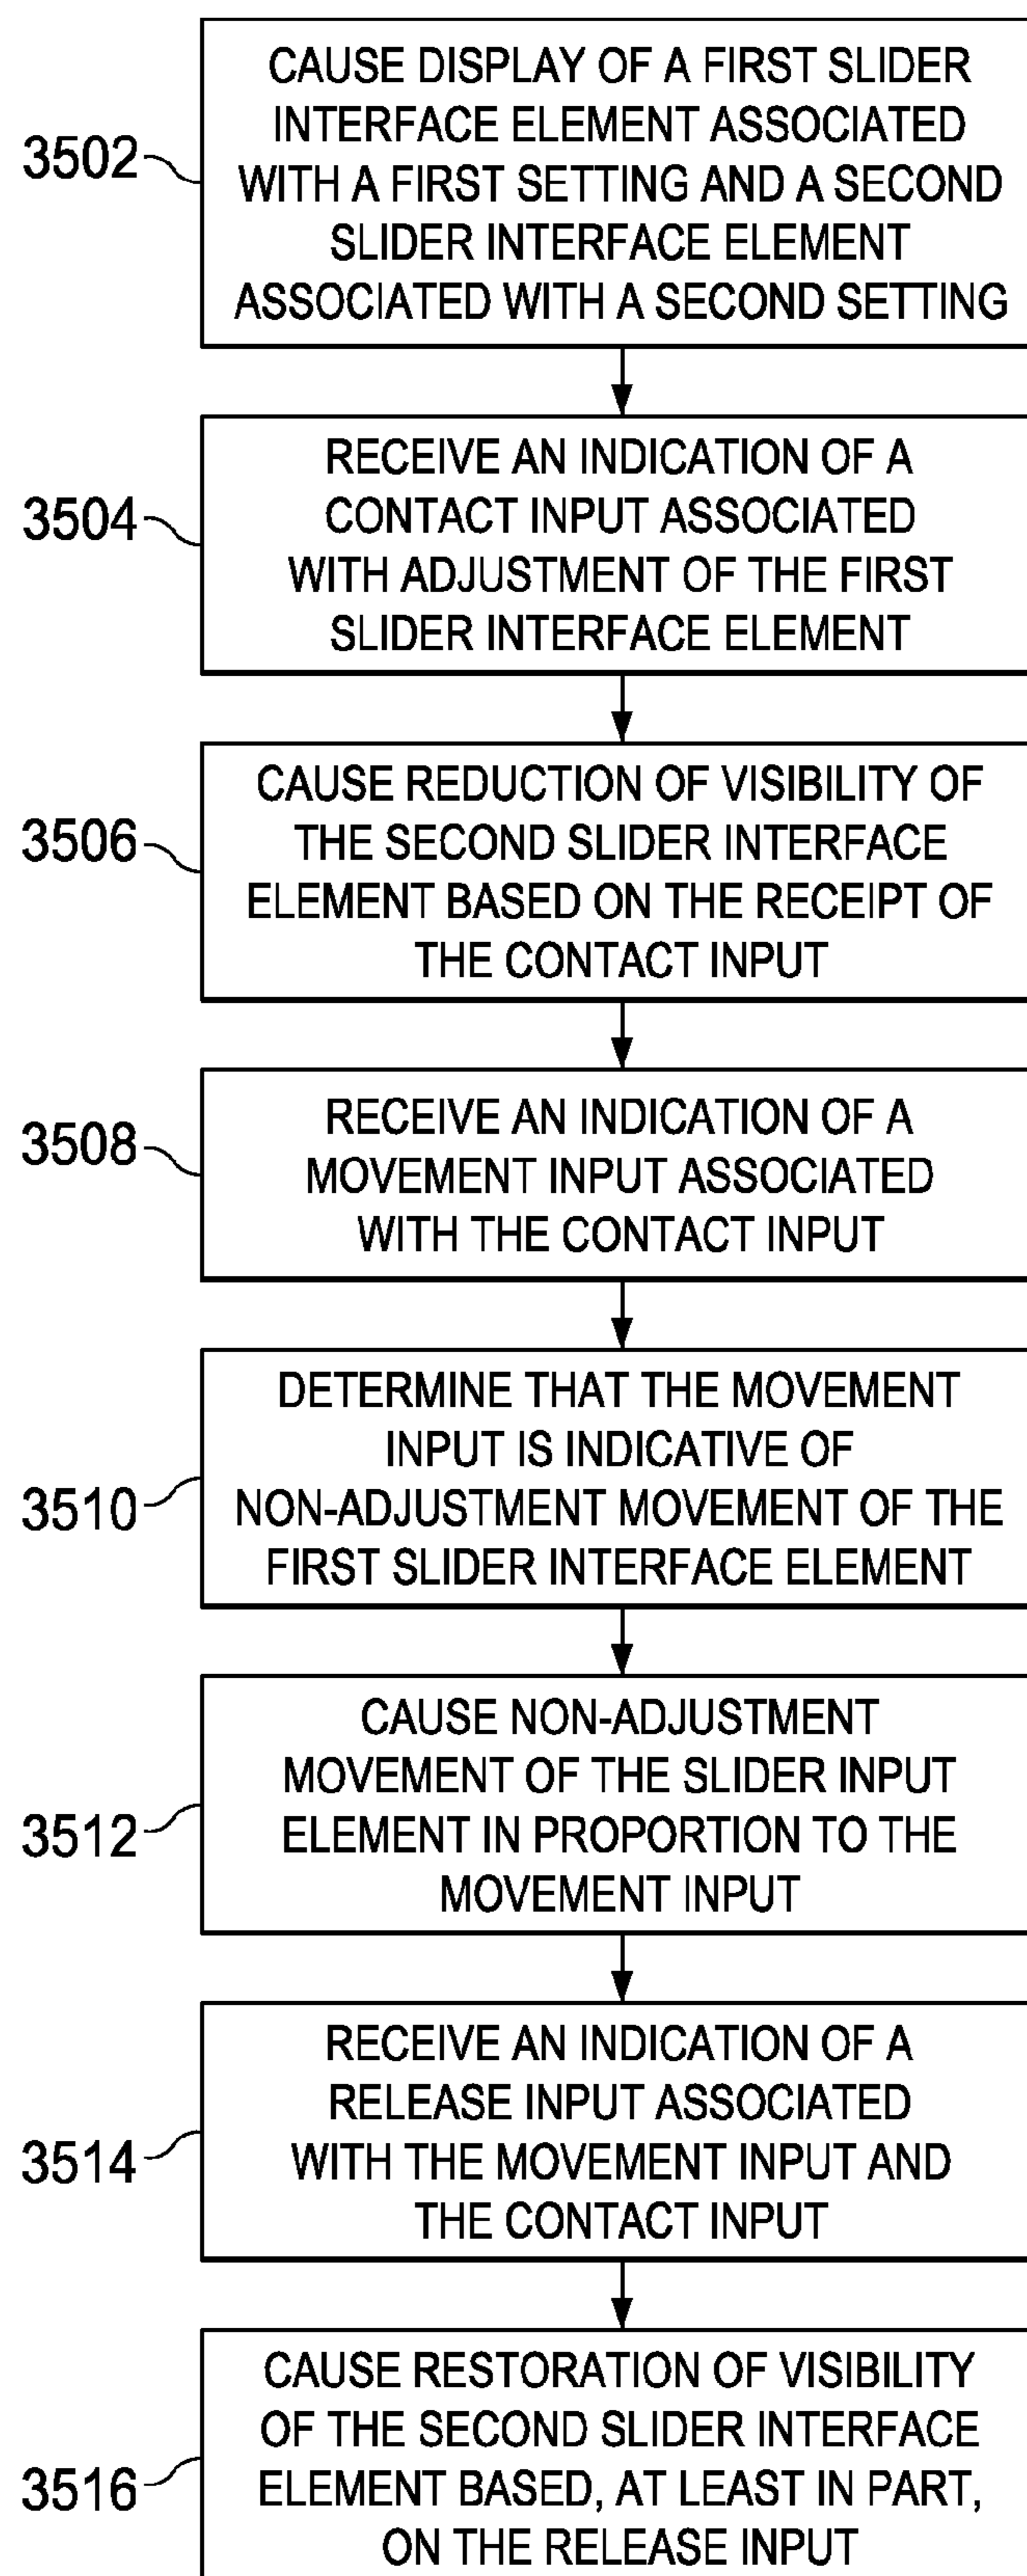 CAUSE DISPLAY OF A FIRST SLIDER
INTERFACE ELEMENT ASSOCIATED
3502
WITH A FIRST SETTING AND A SECOND
SLIDER INTERFACE ELEMENT
ASSOCIATED WITH A SECOND SETTING
RECEIVE AN INDICATION OF A
CONTACT INPUT ASSOCIATED
3504
WITH ADJUSTMENT OF THE FIRST
SLIDER INTERFACE ELEMENT
CAUSE REDUCTION OF VISIBILITY OF
THE SECOND SLIDER INTERFACE
3506
ELEMENT BASED ON THE RECEIPT OF
THE CONTACT INPUT
RECEIVE AN INDICATION OF A
3508
MOVEMENT INPUT ASSOCIATED
WITH THE CONTACT INPUT
DETERMINE THAT THE MOVEMENT
INPUT IS INDICATIVE OF
3510
NON-ADJUSTMENT MOVEMENT OF THE
FIRST SLIDER INTERFACE ELEMENT
CAUSE NON-ADJUSTMENT
MOVEMENT OF THE SLIDER INPUT
3512
ELEMENT IN PROPORTION TO THE
MOVEMENT INPUT
RECEIVE AN INDICATION OF A
RELEASE INPUT ASSOCIATED
3514
WITH THE MOVEMENT INPUT AND
THE CONTACT INPUT
CAUSE RESTORATION OF VISIBILITY
OF THE SECOND SLIDER INTERFACE
3516
ELEMENT BASED, AT LEAST IN PART,
ON THE RELEASE INPUT